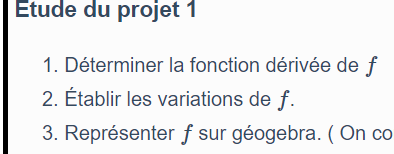 Etude du projet 1
1. Déterminer la fonction dérivée de f
2. Établir les variations de f.
3. Représenter f sur géogebra. ( On co